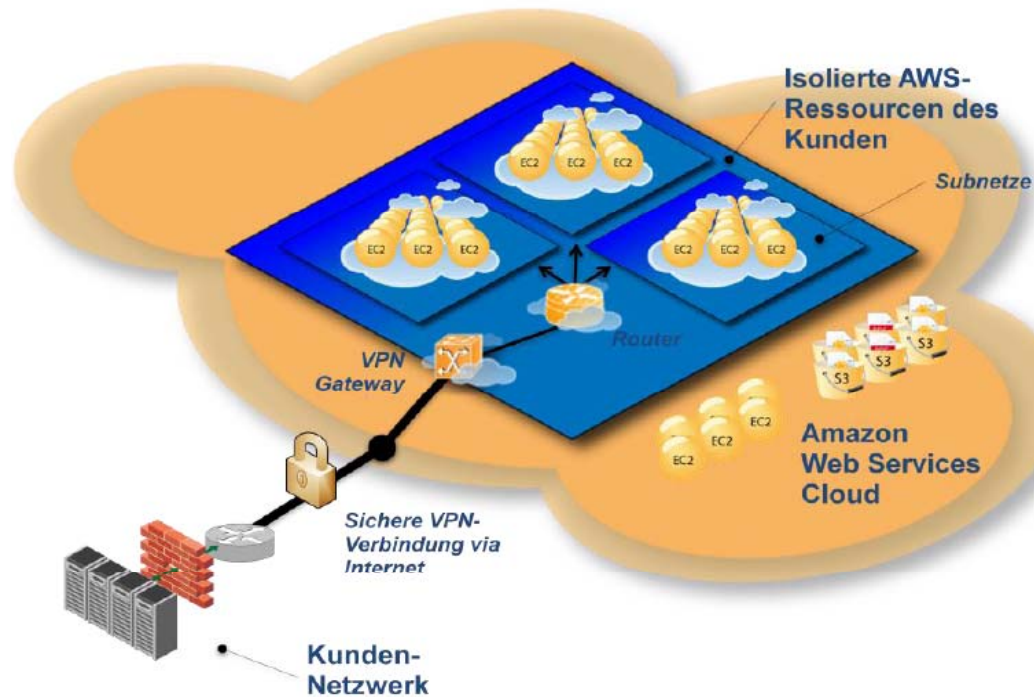 Isolierte AWS-
Ressourcen des
Kunden
Subnetze
EC2 EC2 EC2
EC2 EC2 EC2
EC2 EC2 EC2
Router
VPN
Gateway
S3
S3
S3
EC2
EC2
EC2
Amazon
Web Services
Cloud
Sichere VPN-
Verbindung via
Internet
Kunden-
Netzwerk